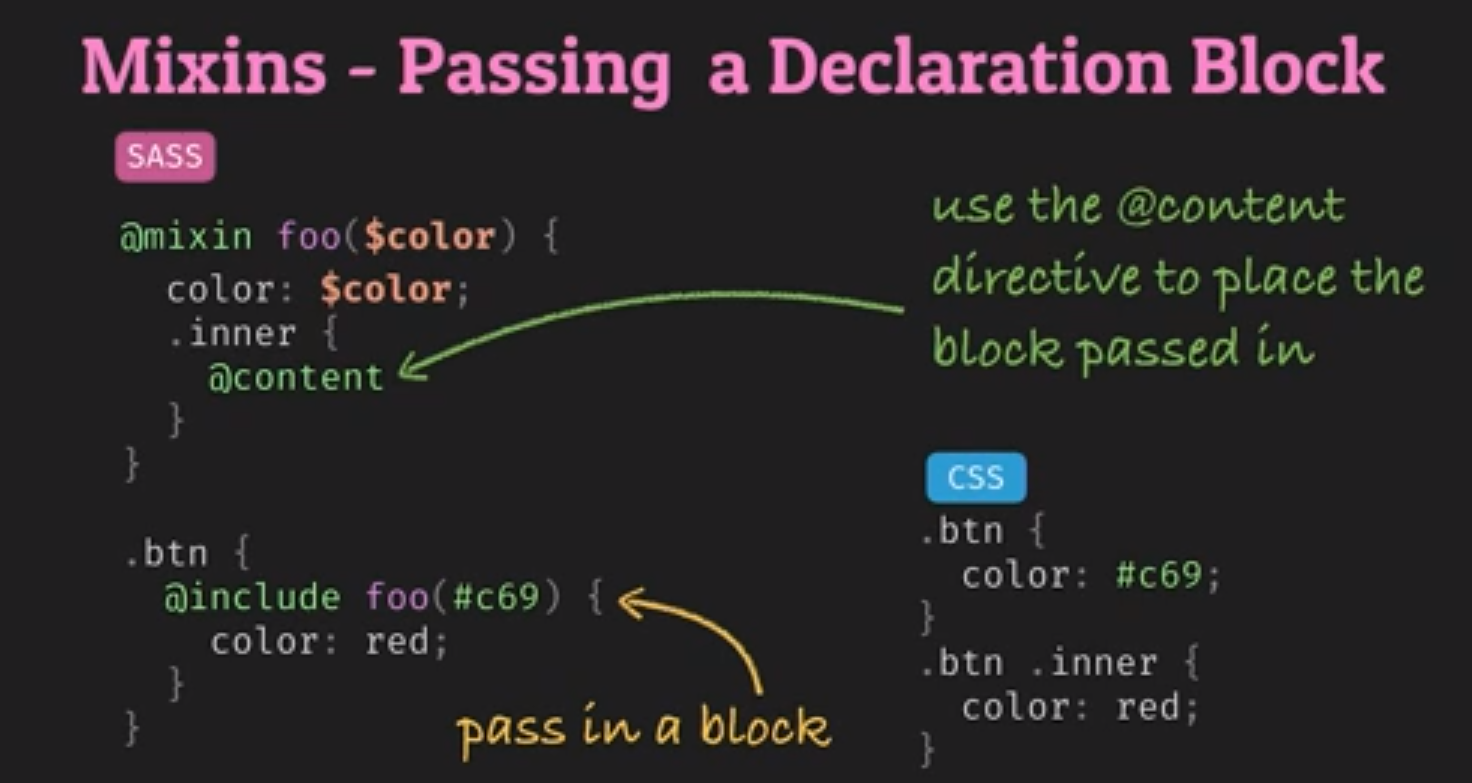 Mixins - Passing a Declaration Block
SASS
@mixin foo($color) {
color: $color;
.inner {
@content
}
}
.btn {
@include foo(#c69) {
color: red;
}
}
pass in a block
use the @content
directive to place the
block passed in
CSS
.btn {
color: #c69;
}
.btn .inner {
color: red;
}